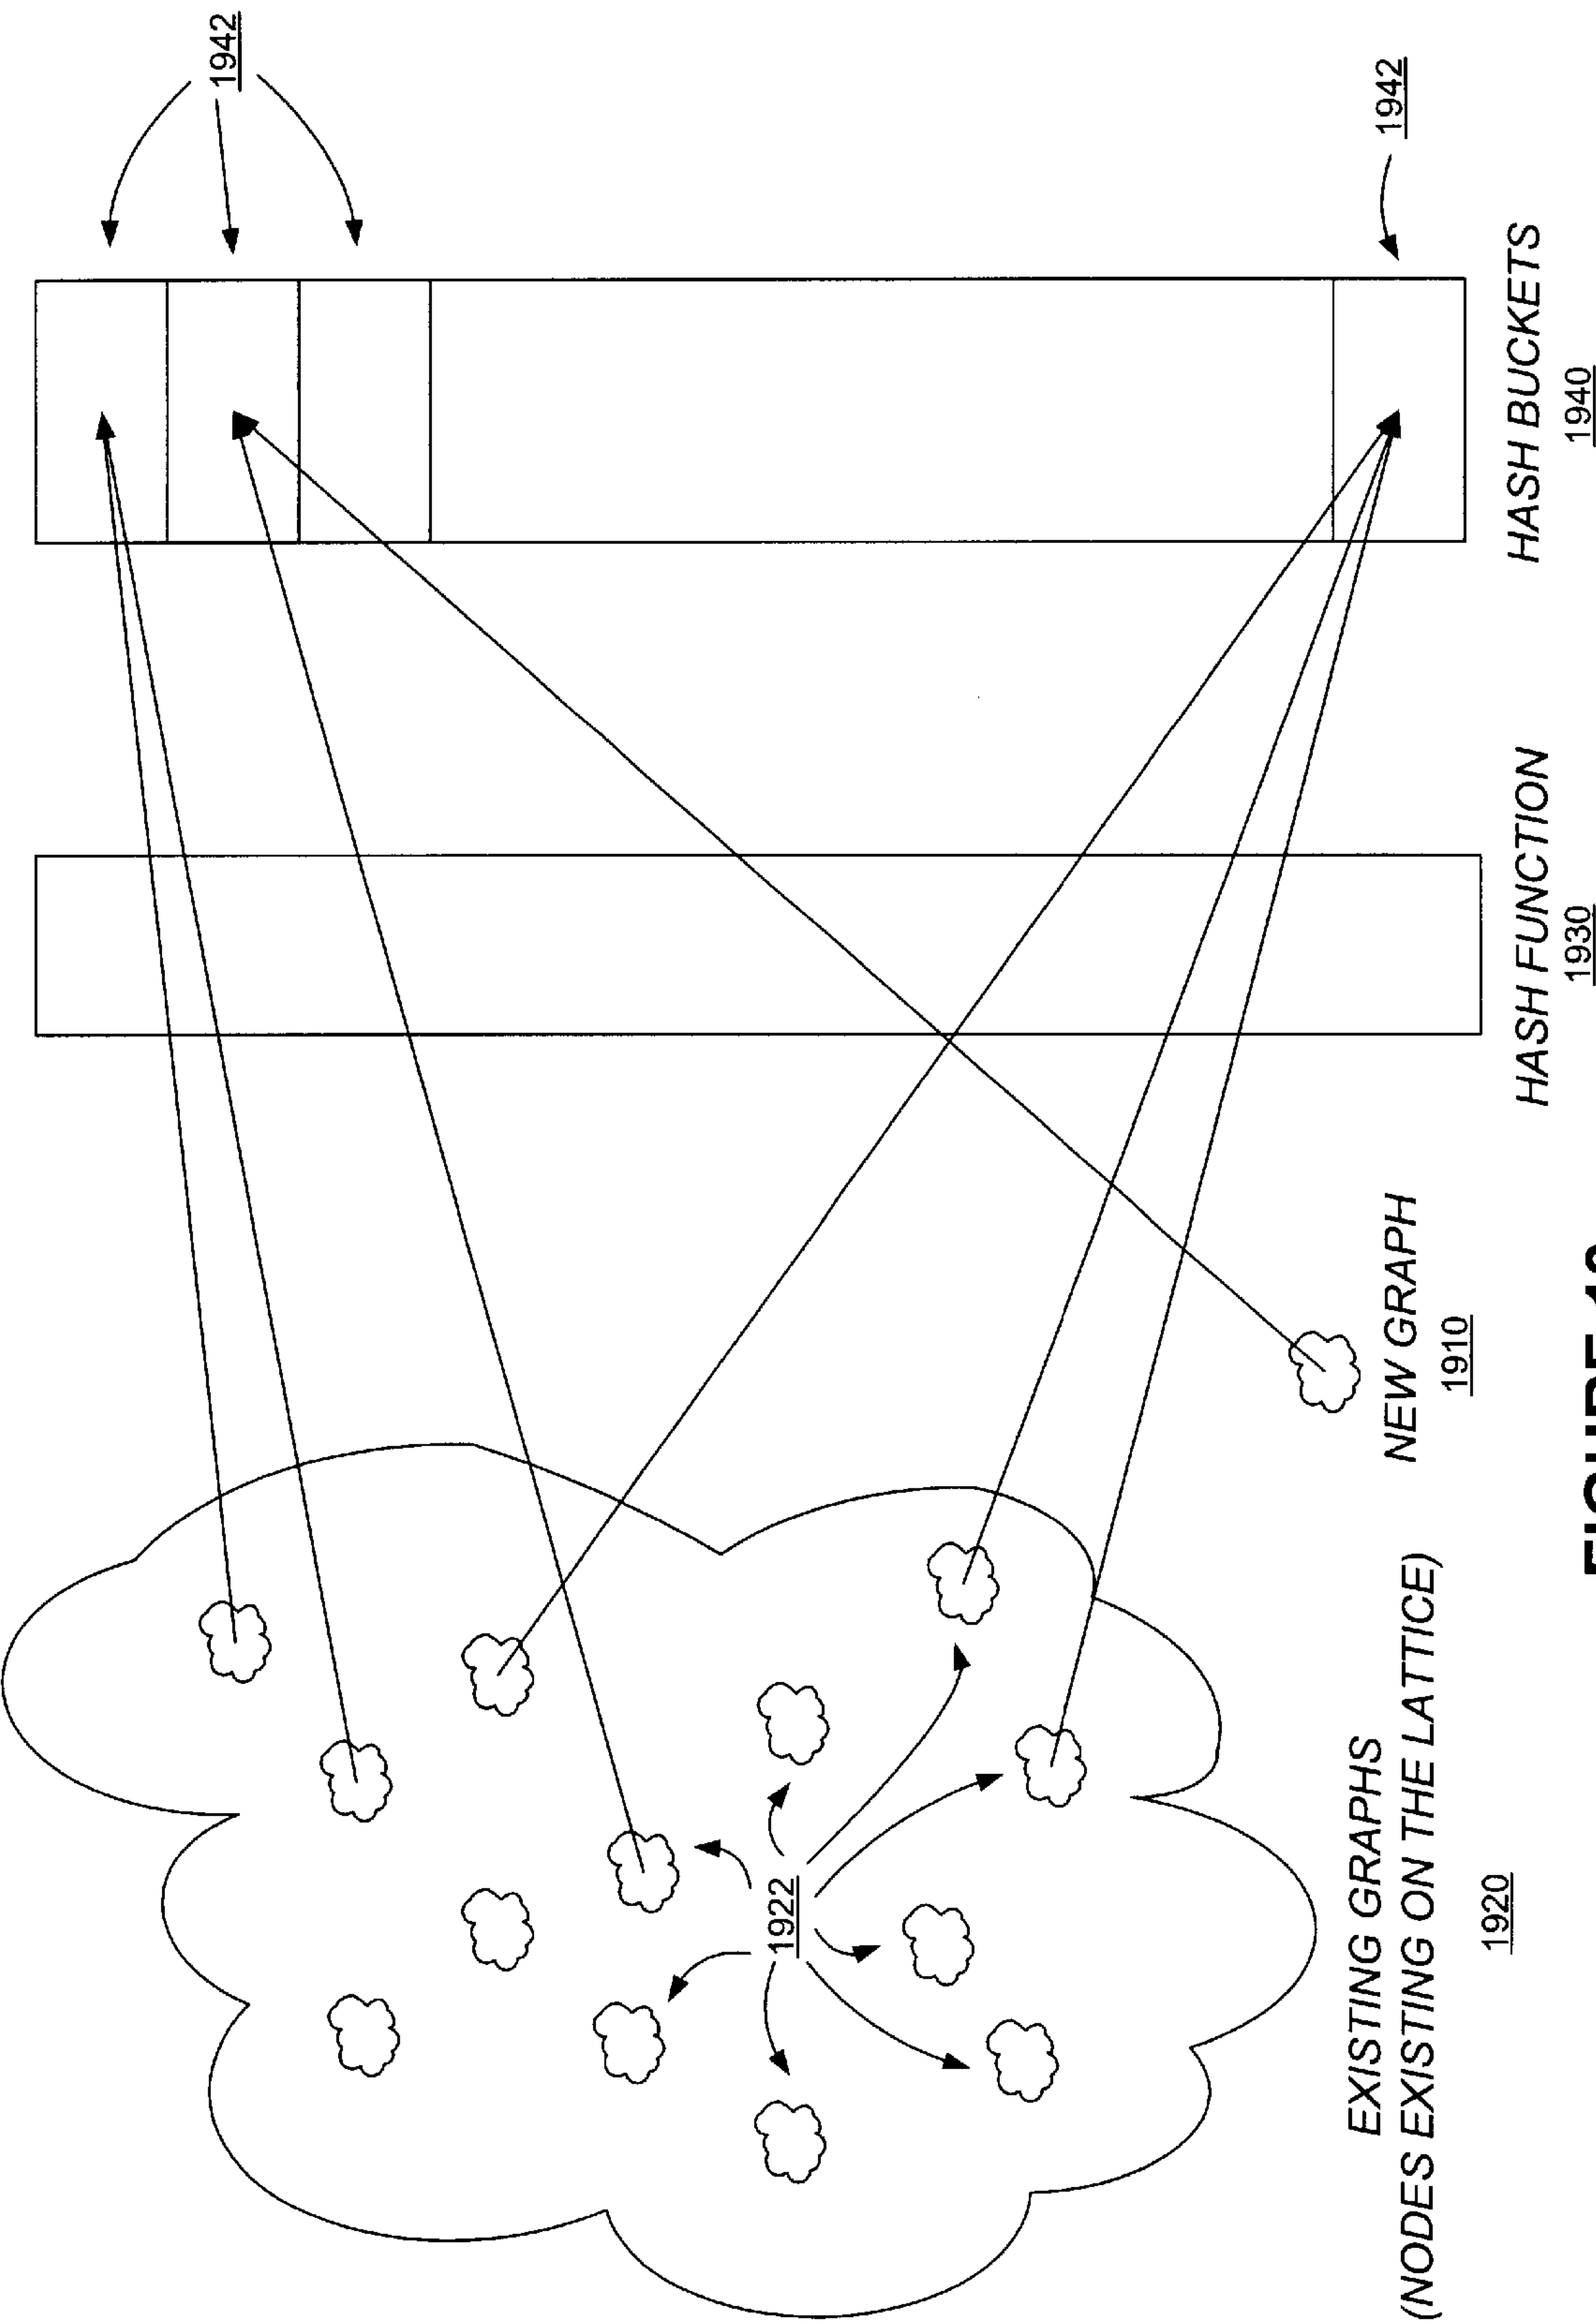 1942
1942
1922
EXISTING GRAPHS
(NODES EXISTING ON THE LATTICE)
1920
NEW GRAPH
1910
HASH FUNCTION
1930
HASH BUCKETS
1940
FIGURE